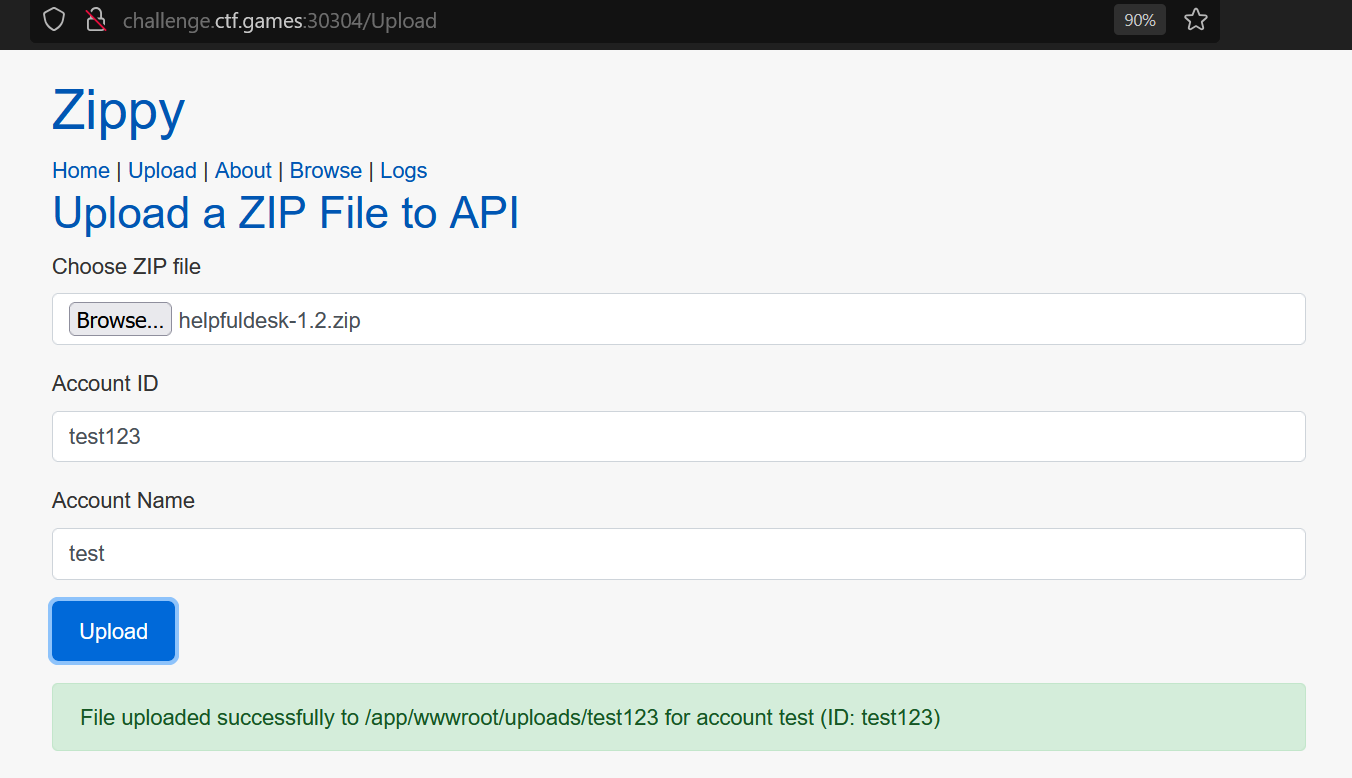 challenge.ctf.games:30304/Upload 90%
Zippy
Home | Upload | About | Browse | Logs
Upload a ZIP File to API
Choose ZIP file
Browse... helpfuldesk-1.2.zip
Account ID
test123
Account Name
test
Upload
File uploaded successfully to /app/wwwroot/uploads/test123 for account test (ID: test123)